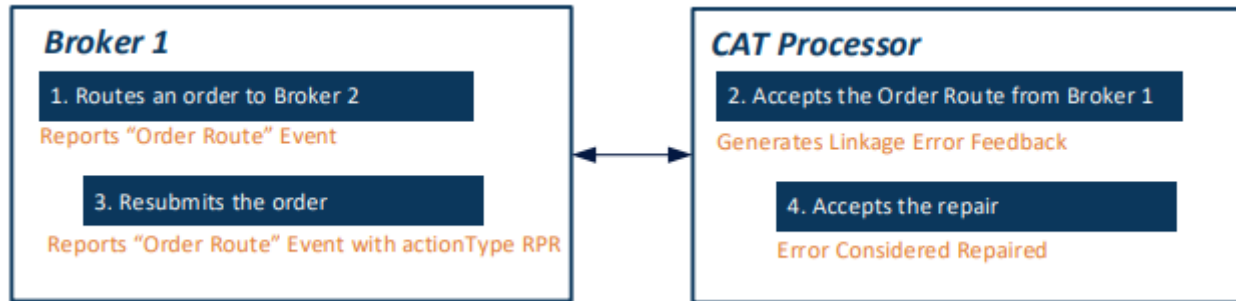 Broker 1
1. Routes an order to Broker 2
Reports “Order Route” Event
3. Resubmits the order
Reports “Order Route” Event with actionType RPR
CAT Processor
2. Accepts the Order Route from Broker 1
Generates Linkage Error Feedback
4. Accepts the repair
Error Considered Repaired